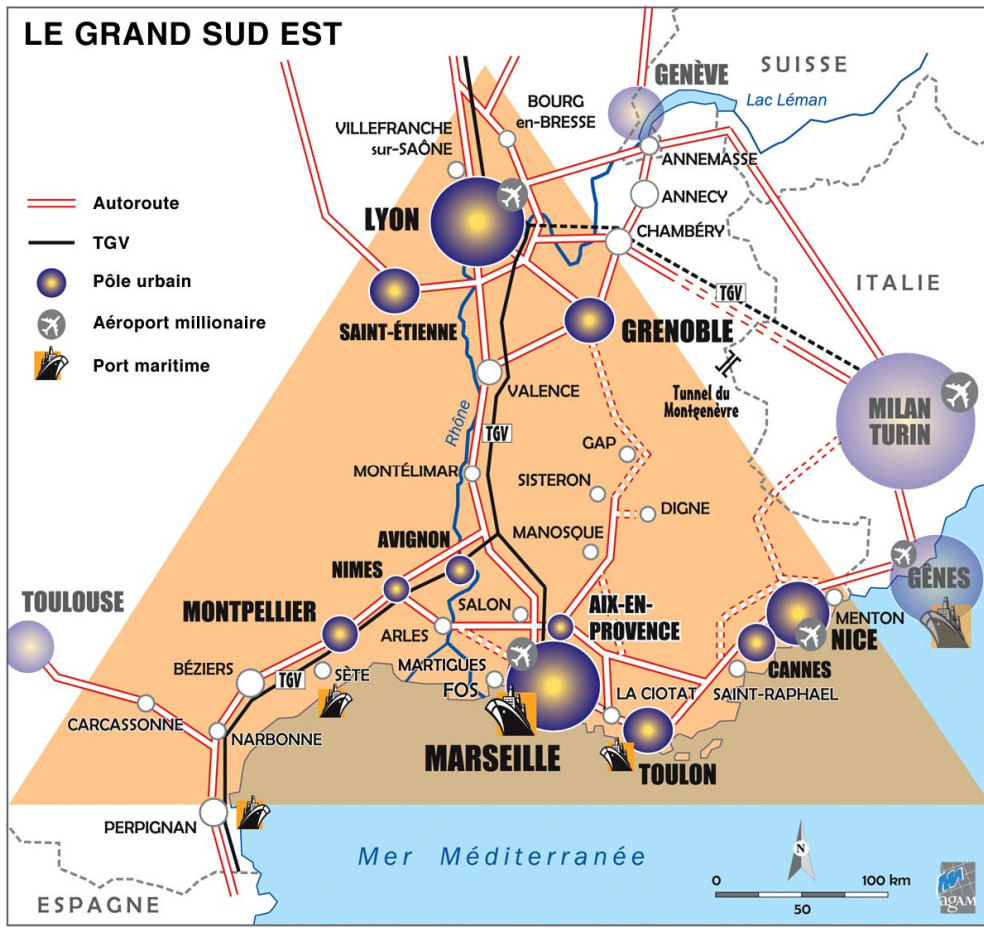 LE GRAND SUD EST
SUISSE
GENÈVE
Lac Léman
BOURG
en-BRESSE
VILLEFRANCHE
sur-SAÔNE
ANNEMASSE
Autoroute
TGV
Pôle urbain
Aéroport millionaire
Port maritime
LYON
ANNECY
CHAMBÉRY
ITALIE
TGV
SAINT-ÉTIENNE
GRENOBLE
Tunnel du
Montgenèvre
MILAN
TURIN
VALENCE
Rhône
TGV
GAP
MONTÉLIMAR
SISTERON
DIGNE
MANOSQUE
AVIGNON
NIMES
GÊNES
TOULOUSE
MONTPELLIER
SALON
AIX-EN-
PROVENCE
ARLES
MENTON
NICE
BÉZIERS
TGV
SÈTE
MARTIGUES
FOS
CANNES
LA CIOTAT
SAINT-RAPHAEL
CARCASSONNE
NARBONNE
MARSEILLE
TOULON
PERPIGNAN
Mer Méditerranée
N
0
100 km
50
agAM
ESPAGNE